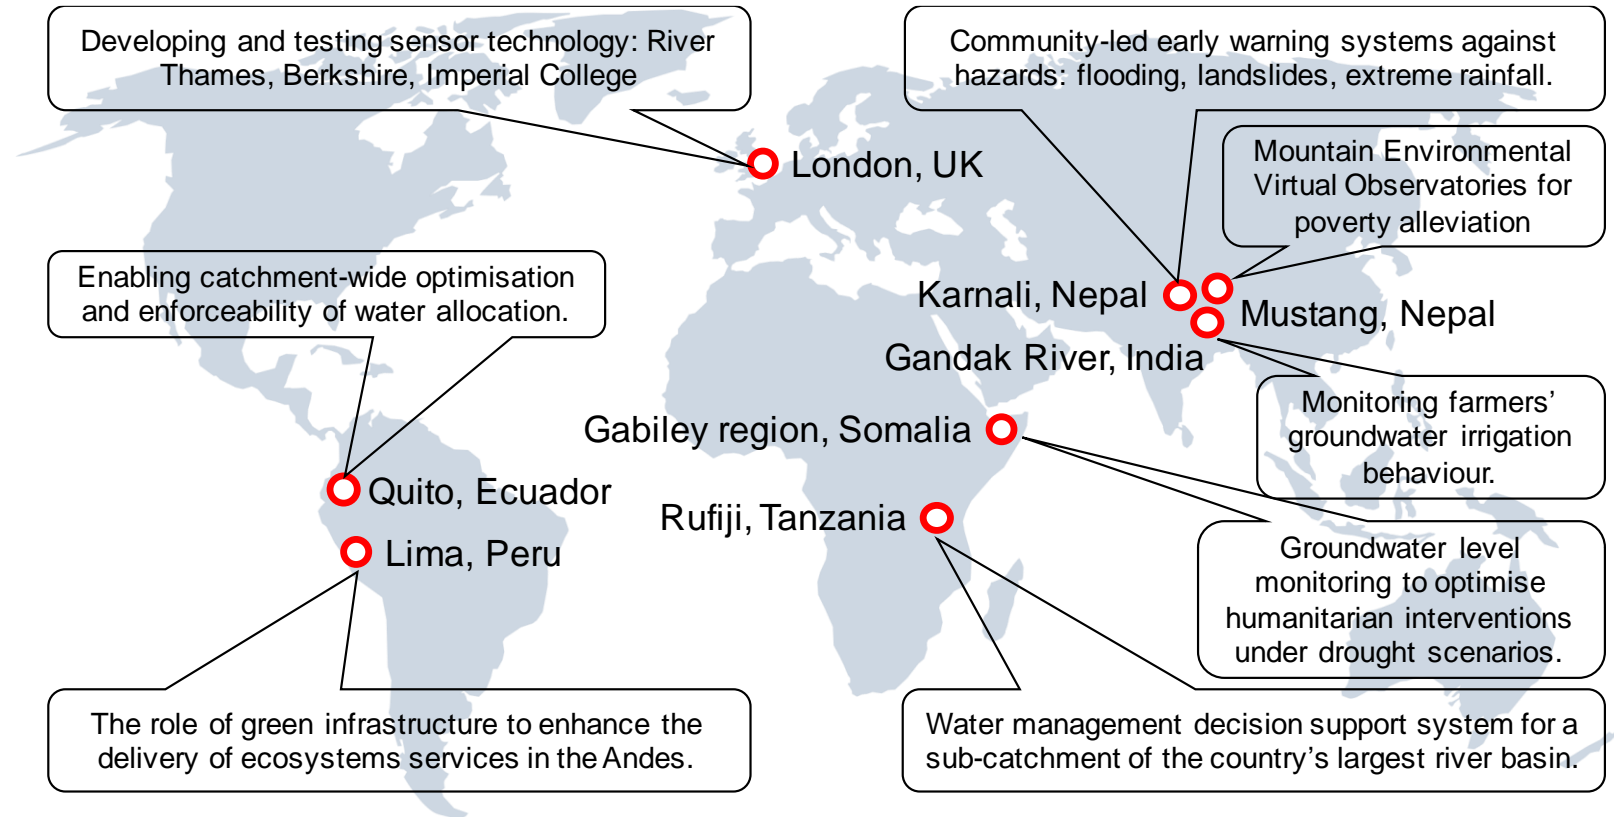 Developing and testing sensor technology: River
Thames, Berkshire, Imperial College
Community-led early warning systems against
hazards: flooding, landslides, extreme rainfall.
London, UK
Mountain Environmental
Virtual Observatories for
poverty alleviation
Enabling catchment-wide optimisation
and enforceability of water allocation.
Karnali, Nepal
Mustang, Nepal
Gandak River, India
Monitoring farmers’
groundwater irrigation
behaviour.
Gabiley region, Somalia
Quito, Ecuador
Rufiji, Tanzania
Lima, Peru
Groundwater level
monitoring to optimise
humanitarian interventions
under drought scenarios.
The role of green infrastructure to enhance the
delivery of ecosystems services in the Andes.
Water management decision support system for a
sub-catchment of the country’s largest river basin.